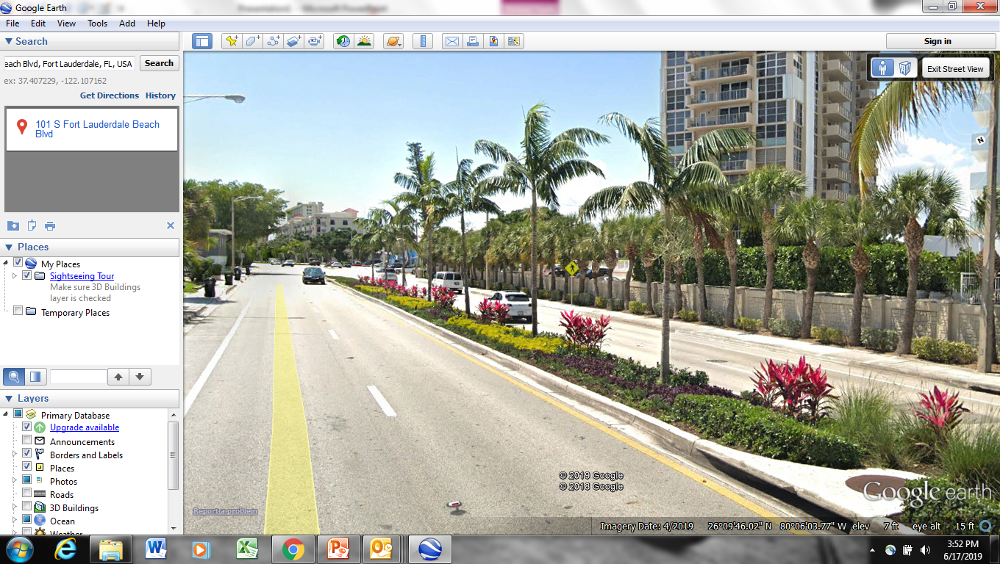 Google Earth
File Edit View Tools Add Help
Search
each Blvd, Fort Lauderdale, FL, USA Search
ex: 37.407229, -122.107162
Get Directions History
101 S Fort Lauderdale Beach
Blvd
Places
My Places
Sightseeing Tour
Make sure 3D Buildings
layer is checked
Temporary Places
Layers
Primary Database
Upgrade available
Announcements
Borders and Labels
Places
Photos
Roads
3D Buildings
Ocean
Weather
Sign in
Exit Street View
N
© 2019 Google
© 2018 Google
Report a problem
Google earth
Imagery Date: 4/2019 26°09'46.02" N 80°06'03.77" W elev 7 ft eye alt 15 ft
3:52 PM
6/17/2019